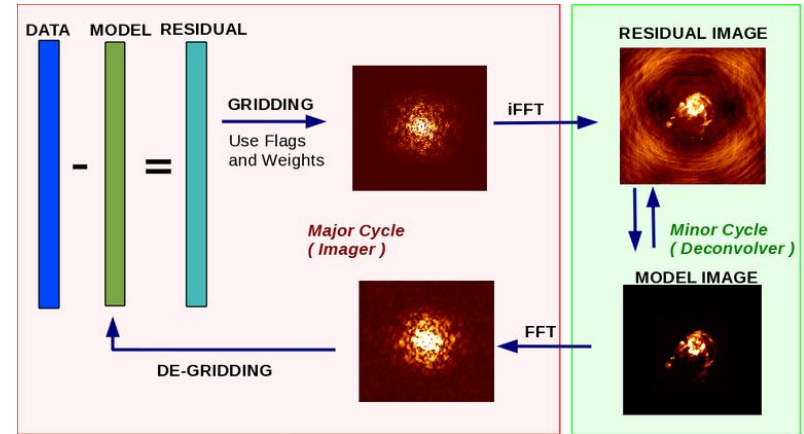 DATA
MODEL
RESIDUAL
-
=
GRIDDING
Use Flags
and Weights
iFFT
RESIDUAL IMAGE
Major Cycle
( Imager )
Minor Cycle
( Deconvolver )
MODEL IMAGE
FFT
DE-GRIDDING